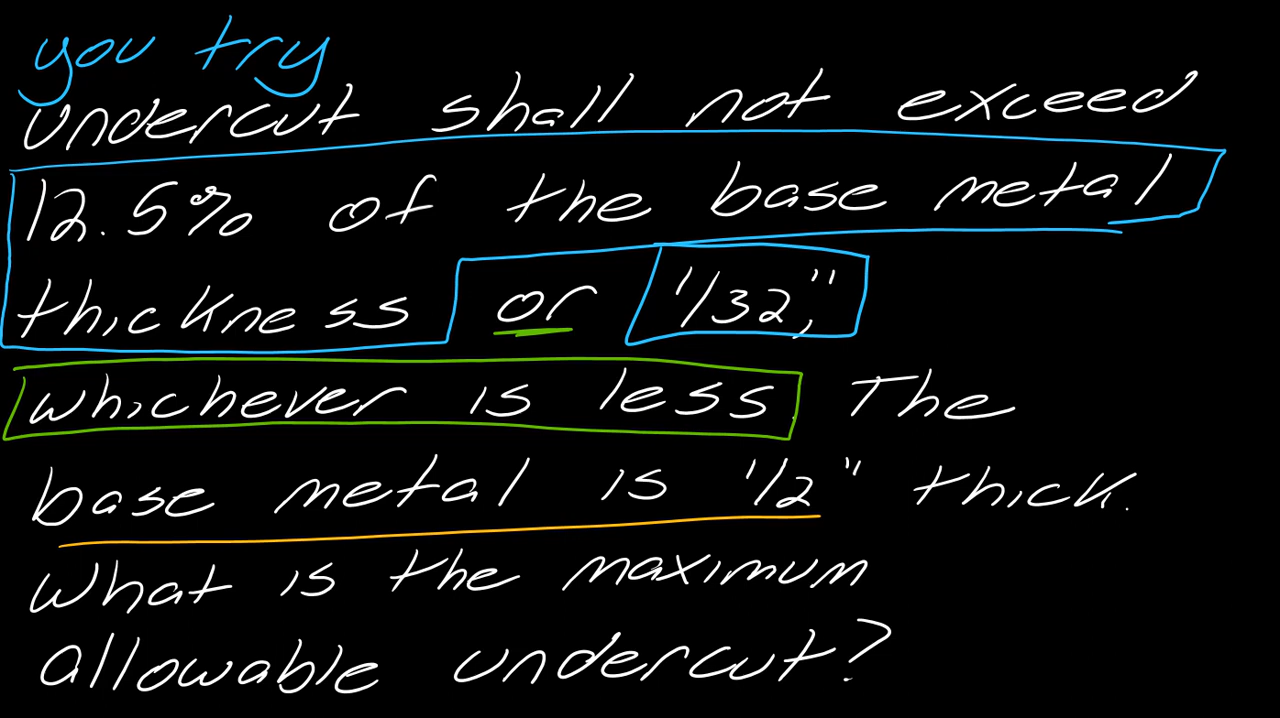 you try
undercut shall not exceed
12.5% of the base metal
thickness or 1/32,"
whichever is less. The
base metal is 1/2" thick.
What is the maximum
allowable undercut?